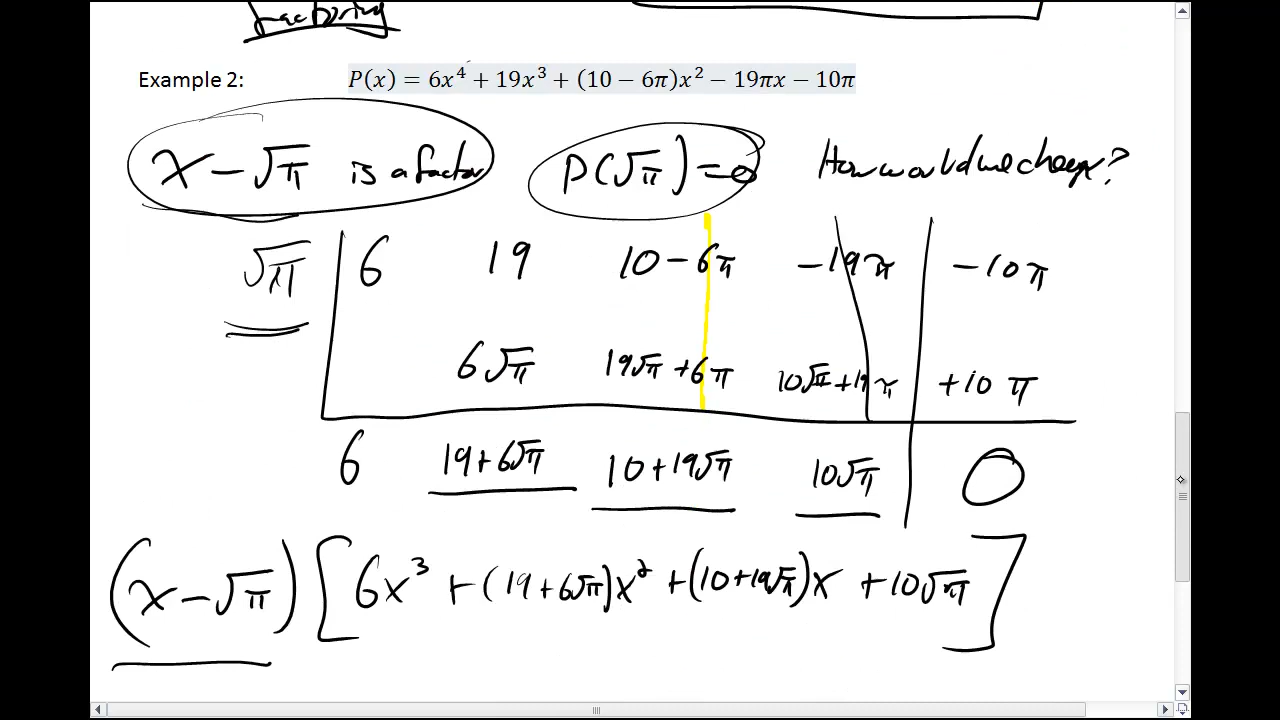 factoring
Example 2: P(x) = 6x⁴ + 19x³ + (10 − 6π)x² − 19πx − 10π
x − √π is a factor P(√π) = 0 How would we check?
√π 6 19 10 − 6π − 19π − 10π
6√π 19√π + 6π 10√π + 19π + 10π
6 19 + 6√π 10 + 19√π 10√π 0
(x − √π) [6x³ + (19 + 6√π)x² + (10 + 19√π)x + 10√π]